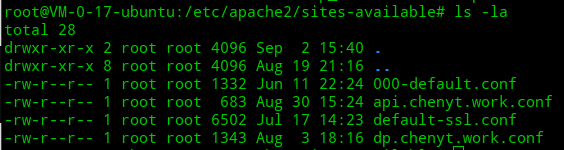 root@VM-0-17-ubuntu:/etc/apache2/sites-available# ls -la
total 28
drwxr-xr-x 2 root root 4096 Sep  2 15:40 .
drwxr-xr-x 8 root root 4096 Aug 19 21:16 ..
-rw-r--r-- 1 root root 1332 Jun 11 22:24 000-default.conf
-rw-r--r-- 1 root root  683 Aug 30 15:24 api.chenyt.work.conf
-rw-r--r-- 1 root root 6502 Jul 17 14:23 default-ssl.conf
-rw-r--r-- 1 root root 1343 Aug  3 18:16 dp.chenyt.work.conf